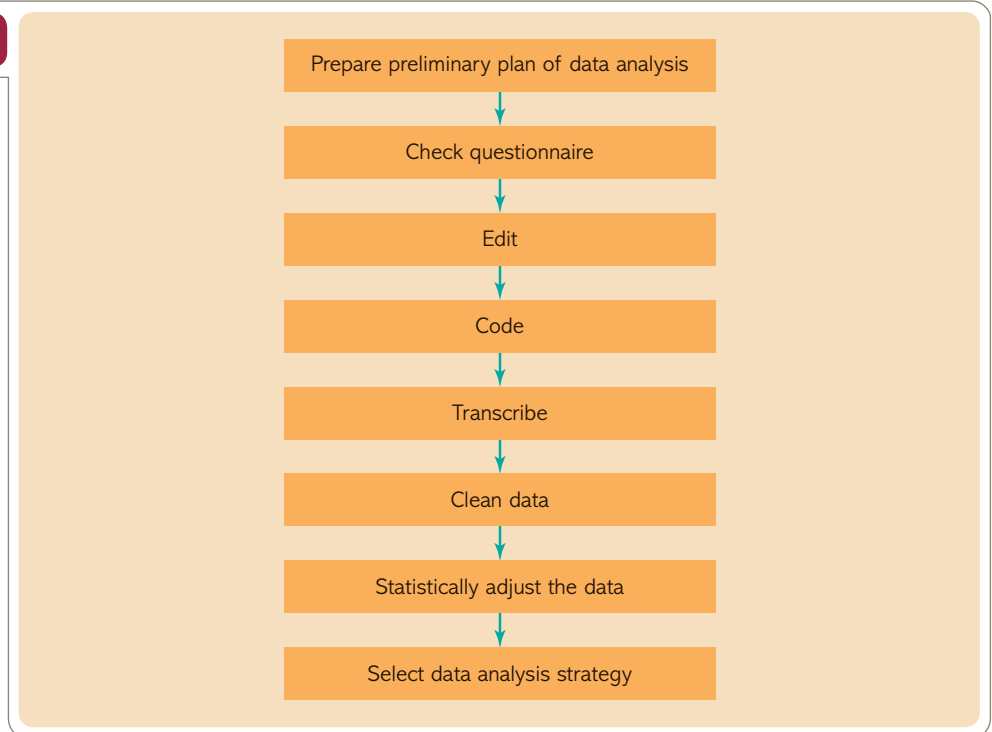 Prepare preliminary plan of data analysis
Check questionnaire
Edit
Code
Transcribe
Clean data
Statistically adjust the data
Select data analysis strategy